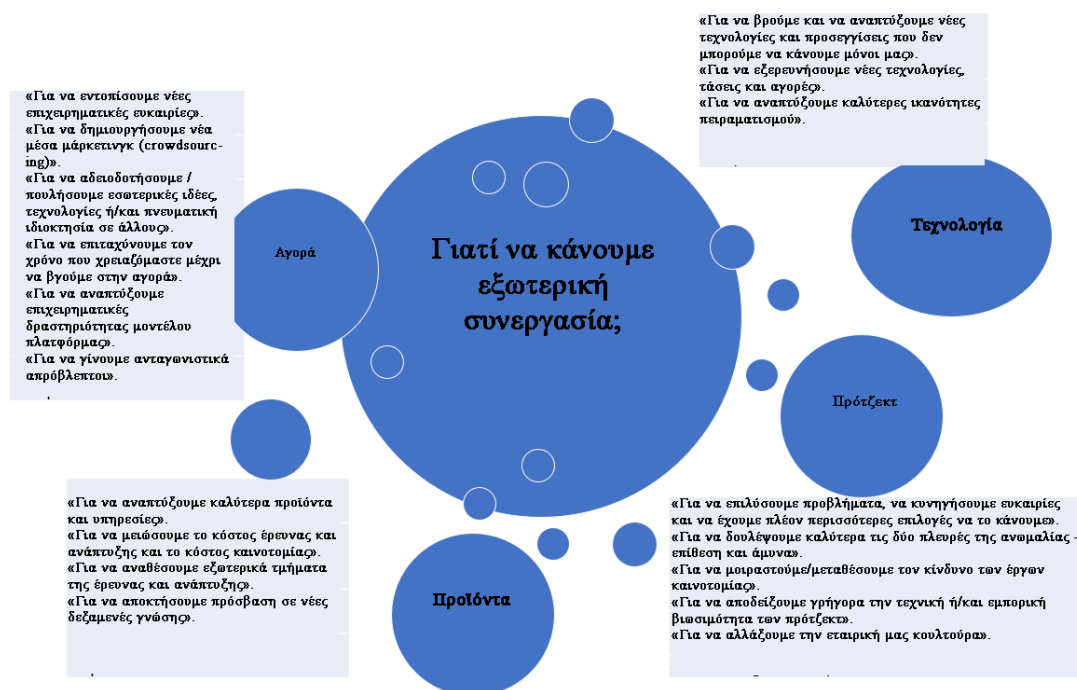 «Για να βρούμε και να αναπτύξουμε νέες
τεχνολογίες και προσεγγίσεις που δεν
μπορούμε να κάνουμε μόνοι μας».
«Για να εξερευνήσουμε νέες τεχνολογίες,
τάσεις και αγορές».
«Για να αναπτύξουμε καλύτερες ικανότητες
πειραματισμού».
«Για να εντοπίσουμε νέες
επιχειρηματικές ευκαιρίες».
«Για να δημιουργήσουμε νέα
μέσα μάρκετινγκ (crowdsourc-
ing)».
«Για να αδειοδοτήσουμε /
πουλήσουμε εσωτερικές ιδέες,
τεχνολογίες ή/και πνευματική
ιδιοκτησία σε άλλους».
«Για να επιταχύνουμε τον
χρόνο που χρειαζόμαστε μέχρι
να βγούμε στην αγορά».
«Για να αναπτύξουμε
επιχειρηματικές
δραστηριότητας μοντέλου
πλατφόρμας».
«Για να γίνουμε ανταγωνιστικά
απρόβλεπτοι».
Αγορά
Γιατί να κάνουμε
εξωτερική
συνεργασία;
Τεχνολογία
Πρότζεκτ
«Για να αναπτύξουμε καλύτερα προϊόντα
και υπηρεσίες».
«Για να μειώσουμε το κόστος έρευνας και
ανάπτυξης και το κόστος καινοτομίας».
«Για να αναθέσουμε εξωτερικά τμήματα
της έρευνας και ανάπτυξης».
«Για να αποκτήσουμε πρόσβαση σε νέες
δεξαμενές γνώσης».
Προϊόντα
«Για να επιλύσουμε προβλήματα, να κυνηγήσουμε ευκαιρίες
και να έχουμε πλέον περισσότερες επιλογές να το κάνουμε».
«Για να δουλέψουμε καλύτερα τις δύο πλευρές της ανωμαλίας -
επίθεση και άμυνα».
«Για να μοιραστούμε/μεταθέσουμε τον κίνδυνο των έργων
καινοτομίας».
«Για να αποδείξουμε γρήγορα την τεχνική ή/και εμπορική
βιωσιμότητα των πρότζεκτ».
«Για να αλλάξουμε την εταιρική μας κουλτούρα».